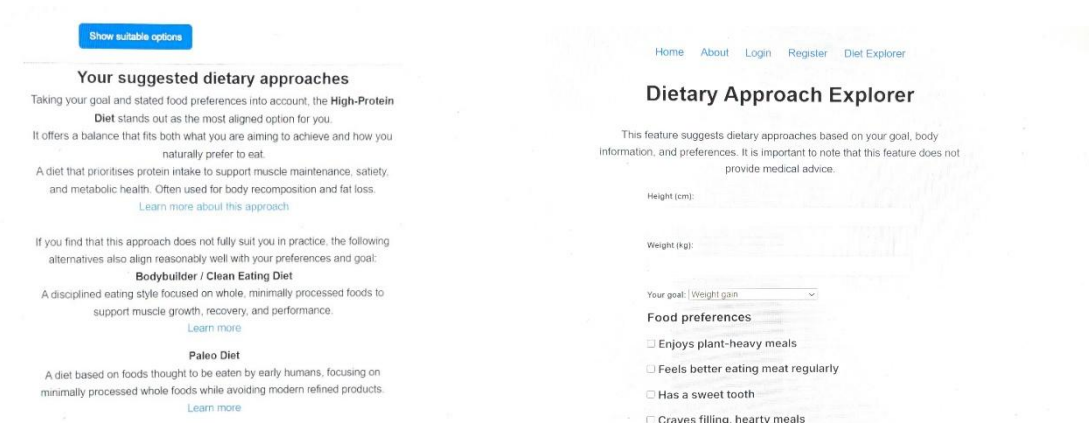 Show suitable options
Your suggested dietary approaches
Taking your goal and stated food preferences into account, the High-Protein
Diet stands out as the most aligned option for you.
It offers a balance that fits both what you are aiming to achieve and how you
naturally prefer to eat.
A diet that prioritises protein intake to support muscle maintenance, satiety,
and metabolic health. Often used for body recomposition and fat loss.
Learn more about this approach
If you find that this approach does not fully suit you in practice, the following
alternatives also align reasonably well with your preferences and goal:
Bodybuilder / Clean Eating Diet
A disciplined eating style focused on whole, minimally processed foods to
support muscle growth, recovery, and performance.
Learn more
Paleo Diet
A diet based on foods thought to be eaten by early humans, focusing on
minimally processed whole foods while avoiding modern refined products.
Learn more
Home About Login Register Diet Explorer
Dietary Approach Explorer
This feature suggests dietary approaches based on your goal, body
information, and preferences. It is important to note that this feature does not
provide medical advice.
Height (cm):
Weight (kg):
Your goal: Weight gain
Food preferences
Enjoys plant-heavy meals
Feels better eating meat regularly
Has a sweet tooth
Craves filling, hearty meals